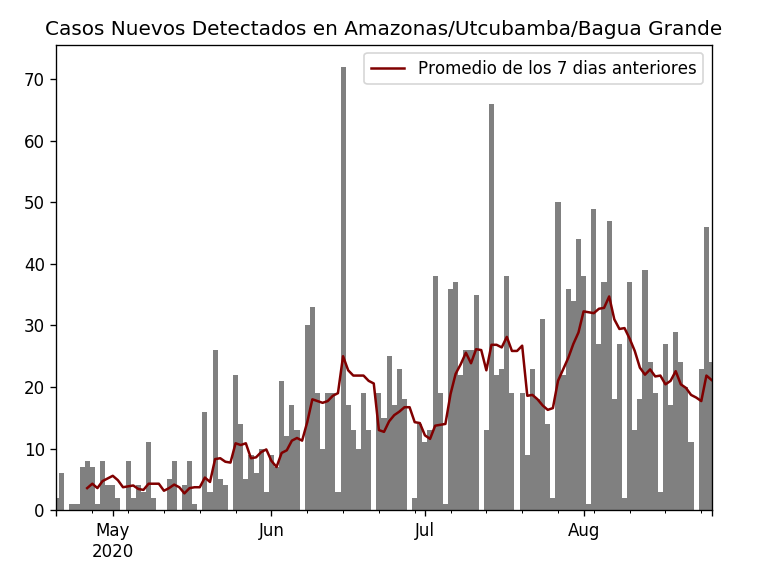 Casos Nuevos Detectados en Amazonas/Utcubamba/Bagua Grande
Promedio de los 7 dias anteriores
70
60
50
40
30
20
10
0
May
2020
Jun
Jul
Aug